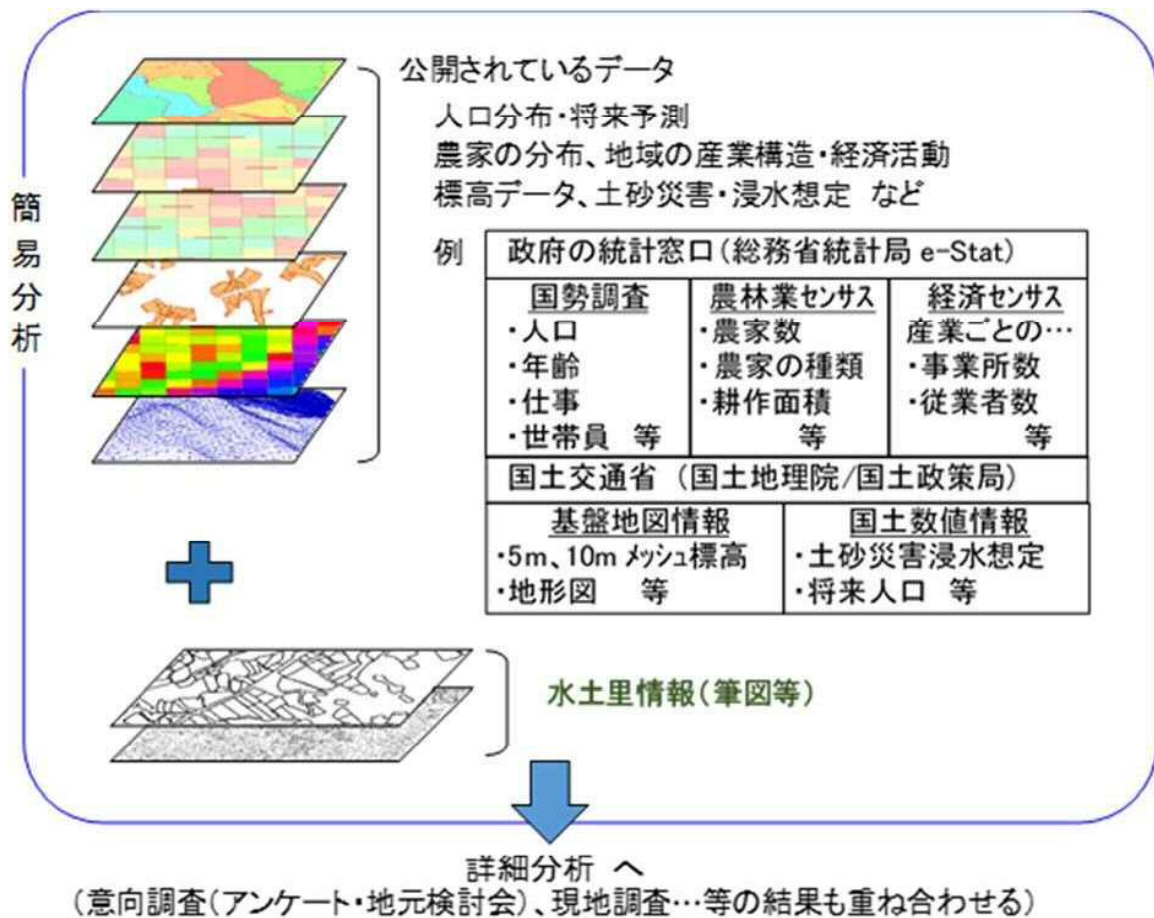 公開されているデータ
人口分布・将来予測
農家の分布、地域の産業構造・経済活動
標高データ、土砂災害・浸水想定 など
簡易分析
例
政府の統計窓口（総務省統計局 e-Stat）
国勢調査
・人口
・年齢
・仕事
・世帯員 等
農林業センサス
・農家数
・農家の種類
・耕作面積
等
経済センサス
産業ごとの…
・事業所数
・従業者数
等
国土交通省 （国土地理院/国土政策局）
基盤地図情報
・5m、10m メッシュ標高
・地形図 等
国土数値情報
・土砂災害浸水想定
・将来人口 等
水土里情報（筆図等）
詳細分析 へ
（意向調査（アンケート・地元検討会）、現地調査…等の結果も重ね合わせる）